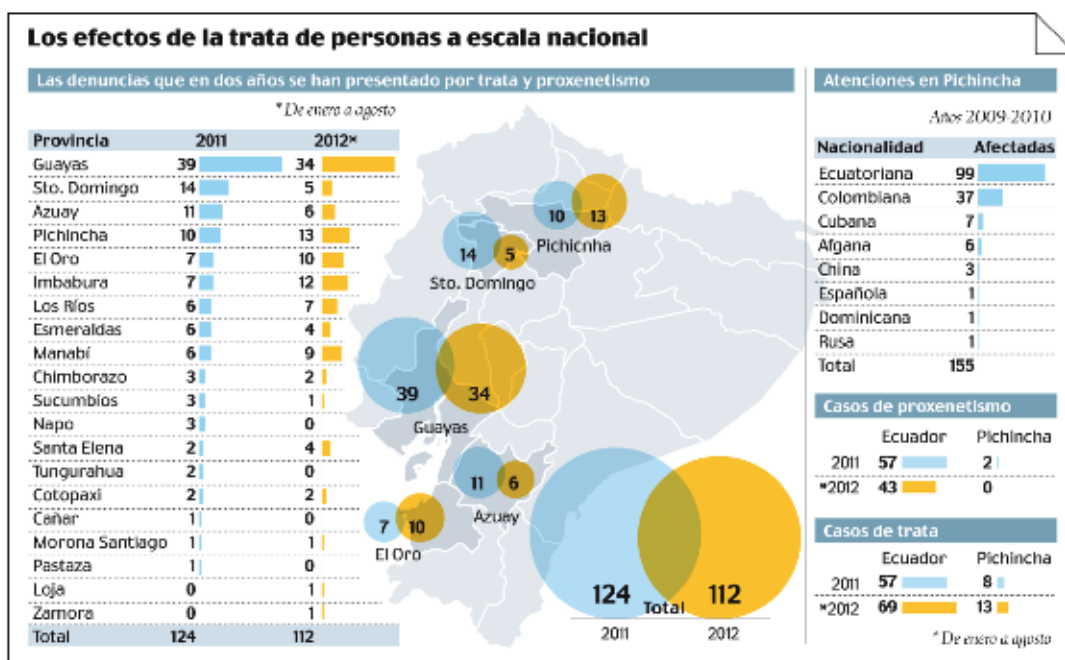 Los efectos de la trata de personas a escala nacional
Las denuncias que en dos años se han presentado por trata y proxenetismo
* De enero a agosto
Provincia 2011 2012*
Guayas 39 34
Sto. Domingo 14 5
Azuay 11 6
Pichincha 10 13
El Oro 7 10
Imbabura 7 12
Los Ríos 6 7
Esmeraldas 6 4
Manabí 6 9
Chimborazo 3 2
Sucumbíos 3 1
Napo 3 0
Santa Elena 2 4
Tungurahua 2 0
Cotopaxi 2 2
Cañar 1 0
Morona Santiago 1 1
Pastaza 1 0
Loja 0 1
Zamora 0 1
Total 124 112
10 13
Pichicnha
14 5
Sto. Domingo
39 34
Guayas
11 6
Azuay
7 10
El Oro
124 Total 112
2011 2012
Atenciones en Pichincha
Años 2009-2010
Nacionalidad Afectadas
Ecuatoriana 99
Colombiana 37
Cubana 7
Afgana 6
China 3
Española 1
Dominicana 1
Rusa 1
Total 155
Casos de proxenetismo
Ecuador Pichincha
2011 57 2
*2012 43 0
Casos de trata
Ecuador Pichincha
2011 57 8
*2012 69 13
* De enero a agosto